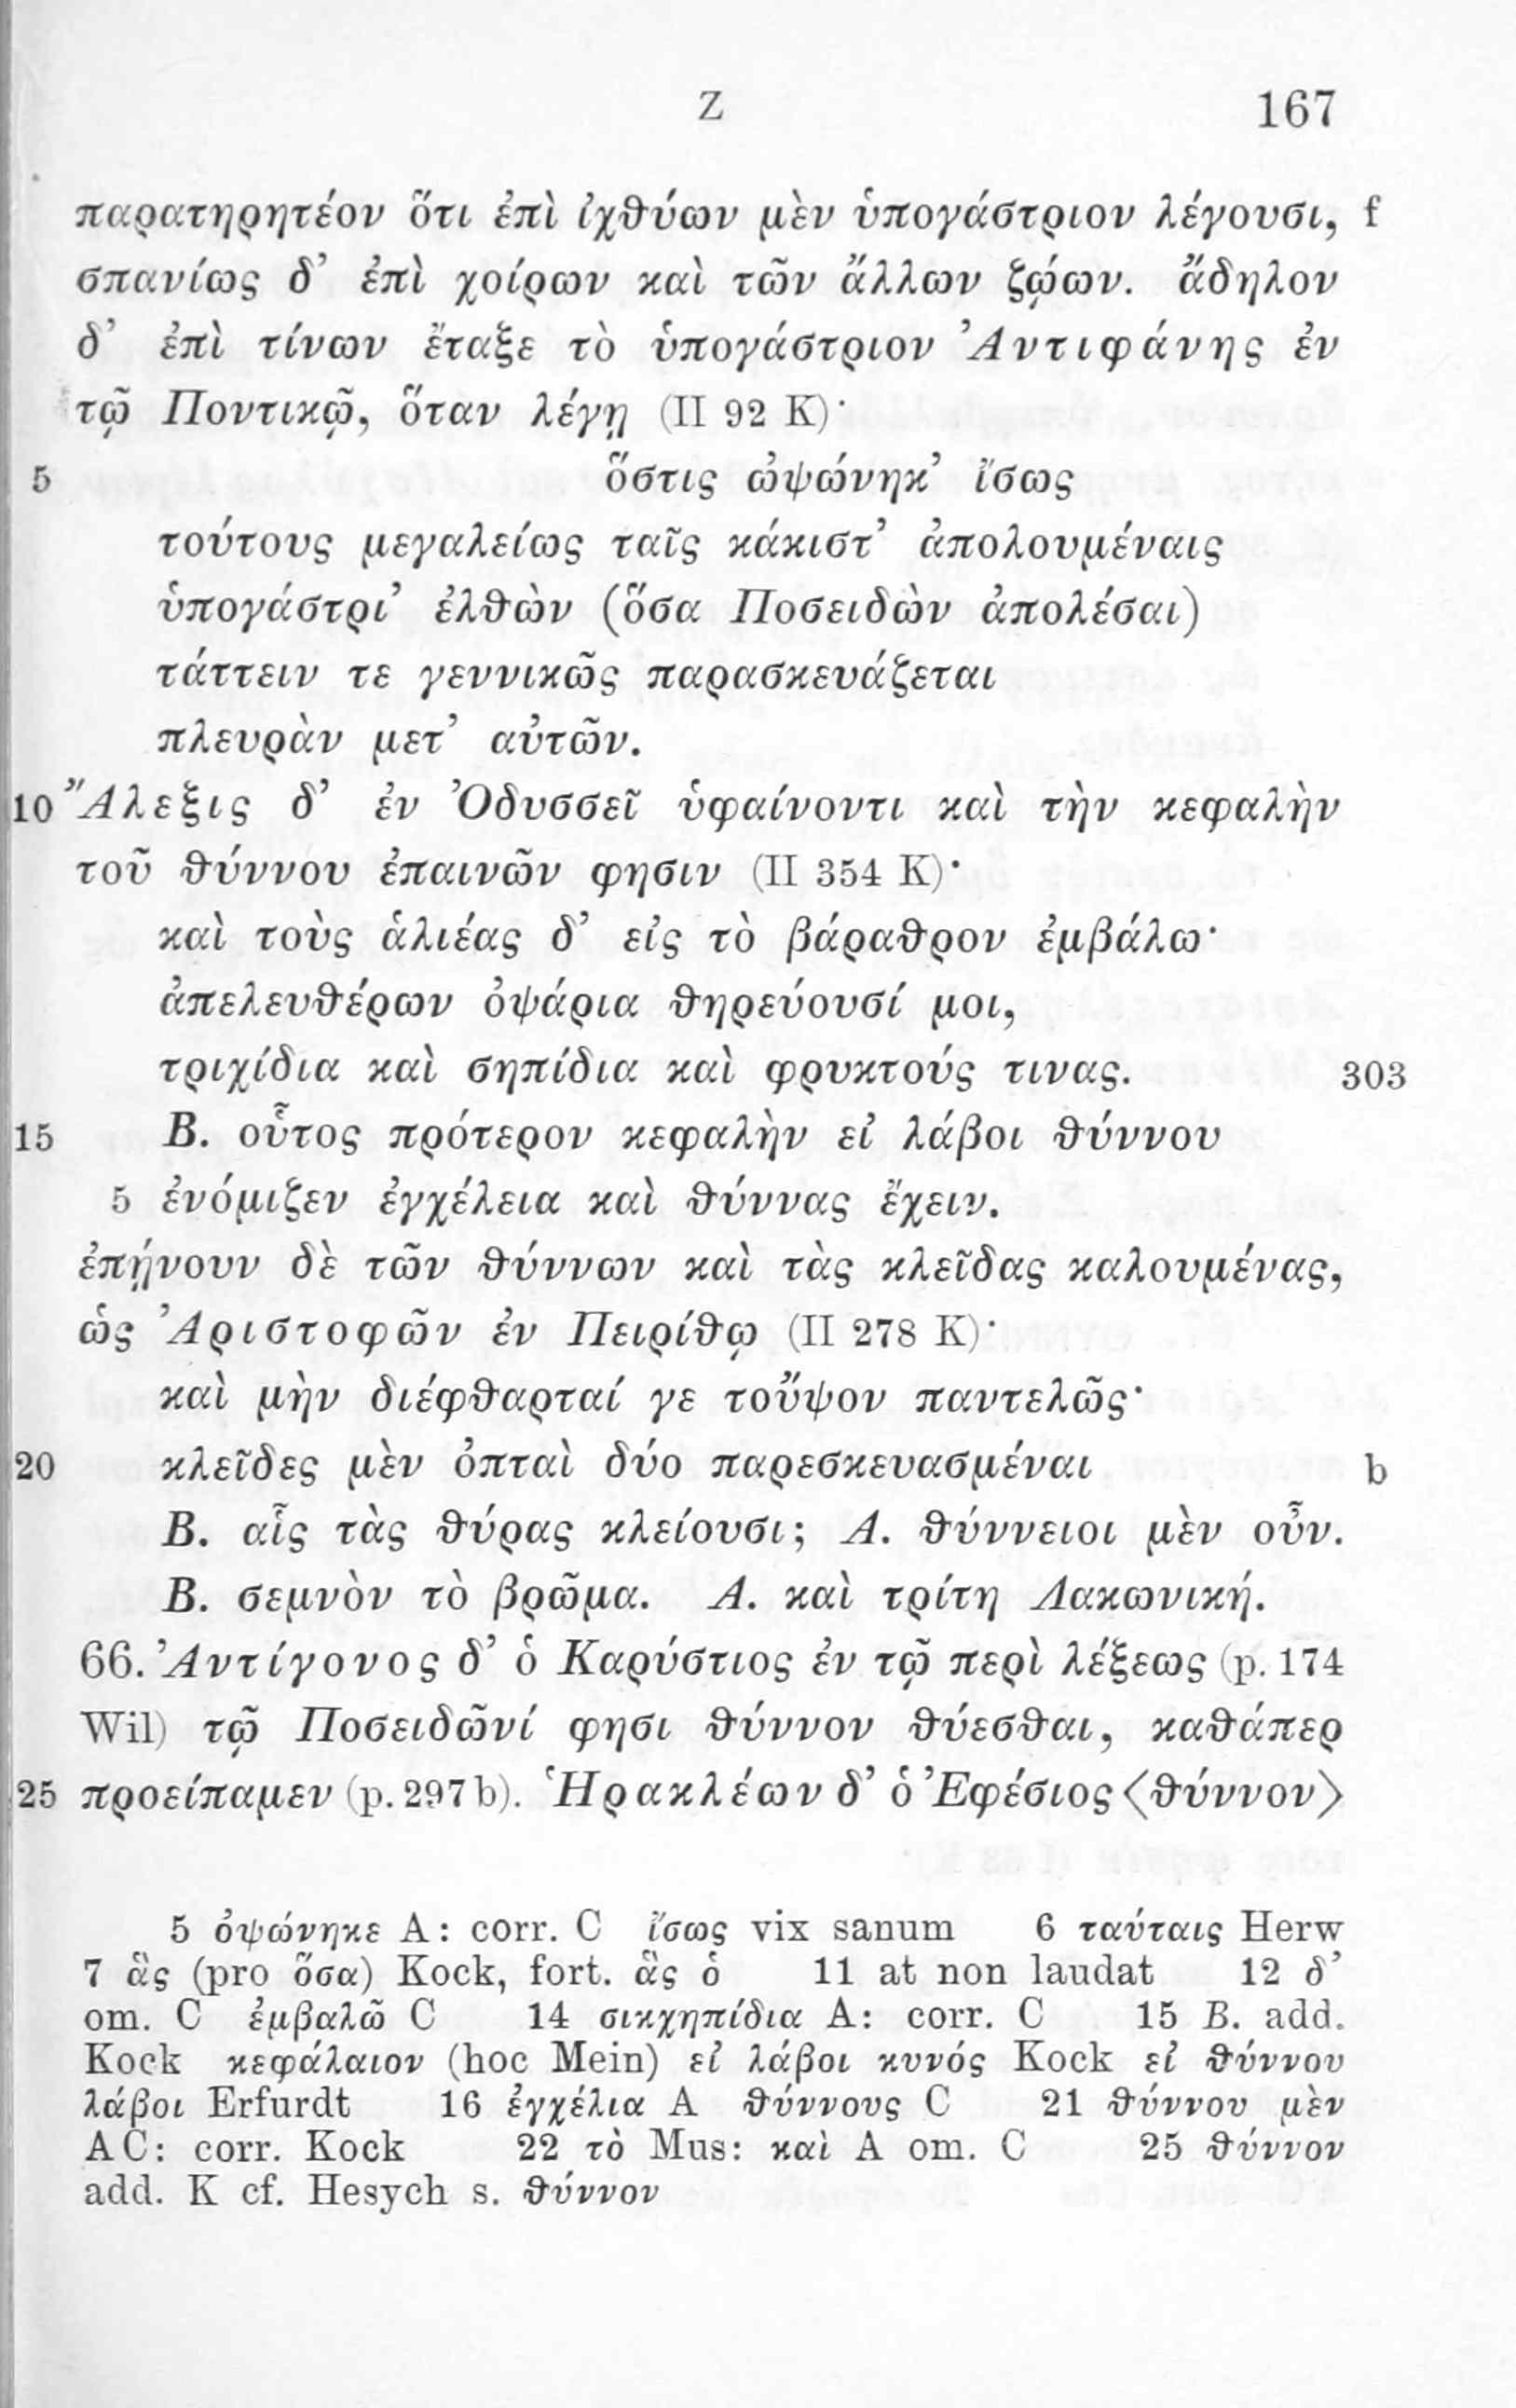 Z 167
παρατηρητέον ὅτι ἐπὶ ἰχθύων μὲν ὑπογάστριον λέγουσι, f
σπανίως δ’ ἐπὶ χοίρων καὶ τῶν ἄλλων ζῴων. ἄδηλον
δ’ ἐπὶ τίνων ἔταξε τὸ ὑπογάστριον Ἀντιφάνης ἐν
τῷ Ποντικῷ, ὅταν λέγῃ (II 92 K)·
5 ὅστις ὠψώνηκ’ ἴσως
τούτους μεγαλείως ταῖς κάκιστ’ ἀπολουμέναις
ὑπογάστρι’ ἐλθὼν (ὅσα Ποσειδὼν ἀπολέσαι)
τάττειν τε γεννικῶς παρασκευάζεται
πλευρὰν μετ’ αὐτῶν.
10 Ἄλεξις δ’ ἐν Ὀδυσσεῖ ὑφαίνοντι καὶ τὴν κεφαλὴν
τοῦ θύννου ἐπαινῶν φησιν (II 354 K)·
καὶ τοὺς ἁλιέας δ’ εἰς τὸ βάραθρον ἐμβάλω·
ἀπελευθέρων ὀψάρια θηρεύουσί μοι,
τριχίδια καὶ σηπίδια καὶ φρυκτούς τινας. 303
15 B. οὗτος πρότερον κεφαλὴν εἰ λάβοι θύννου
5 ἐνόμιζεν ἐγχέλεια καὶ θύννας ἔχειν.
ἐπῄνουν δὲ τῶν θύννων καὶ τὰς κλεῖδας καλουμένας,
ὡς Ἀριστοφῶν ἐν Πειρίθῳ (II 278 K)·
καὶ μὴν διέφθαρταί γε τοὔψον παντελῶς·
20 κλεῖδες μὲν ὀπταὶ δύο παρεσκευασμέναι b
B. αἷς τὰς θύρας κλείουσι; A. θύννειοι μὲν οὖν.
B. σεμνὸν τὸ βρῶμα. A. καὶ τρίτη Λακωνική.
66. Ἀντίγονος δ’ ὁ Καρύστιος ἐν τῷ περὶ λέξεως (p. 174
Wil) τῷ Ποσειδῶνί φησι θύννον θύεσθαι, καθάπερ
25 προείπαμεν (p. 297 b). Ἡρακλέων δ’ ὁ Ἐφέσιος <θύννον>
5 ὀψώνηκε A: corr. C ἴσως vix sanum 6 ταύταις Herw
7 ἃς (pro ὅσα) Kock, fort. ἃς ὁ 11 at non laudat 12 δ’
om. C ἐμβαλῶ C 14 σικχηπίδια A: corr. C 15 B. add.
Kock κεφάλαιον (hoc Mein) εἰ λάβοι κυνός Kock εἰ θύννου
λάβοι Erfurdt 16 ἐγχέλια A θύννους C 21 θύννου μὲν
AC: corr. Kock 22 τὸ Mus: καὶ A om. C 25 θύννον
add. K cf. Hesych s. θύννον